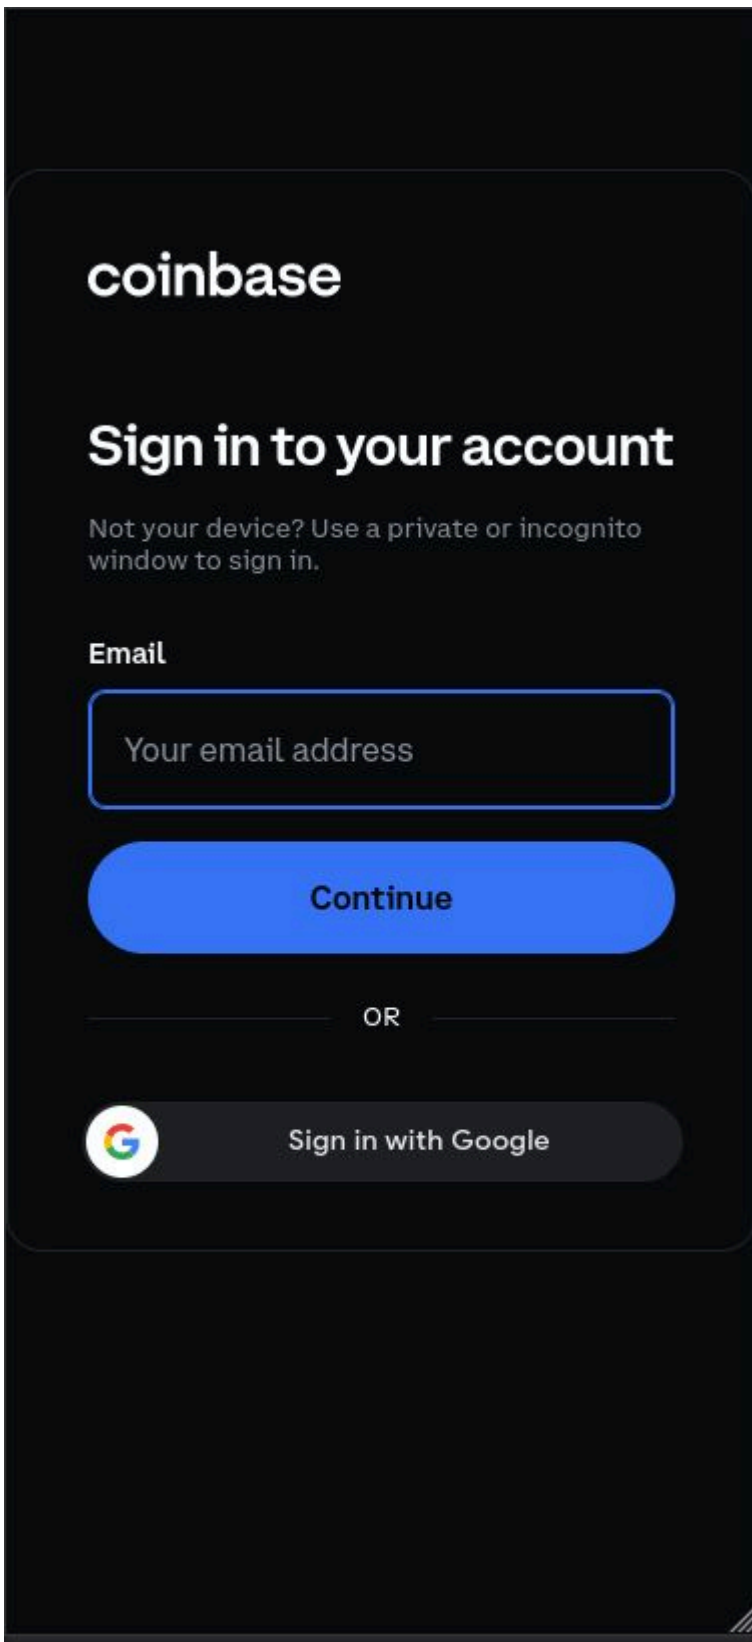 coinbase
Sign in to your account
Not your device? Use a private or incognito
window to sign in.
Email
Your email address
Continue
OR
Sign in with Google